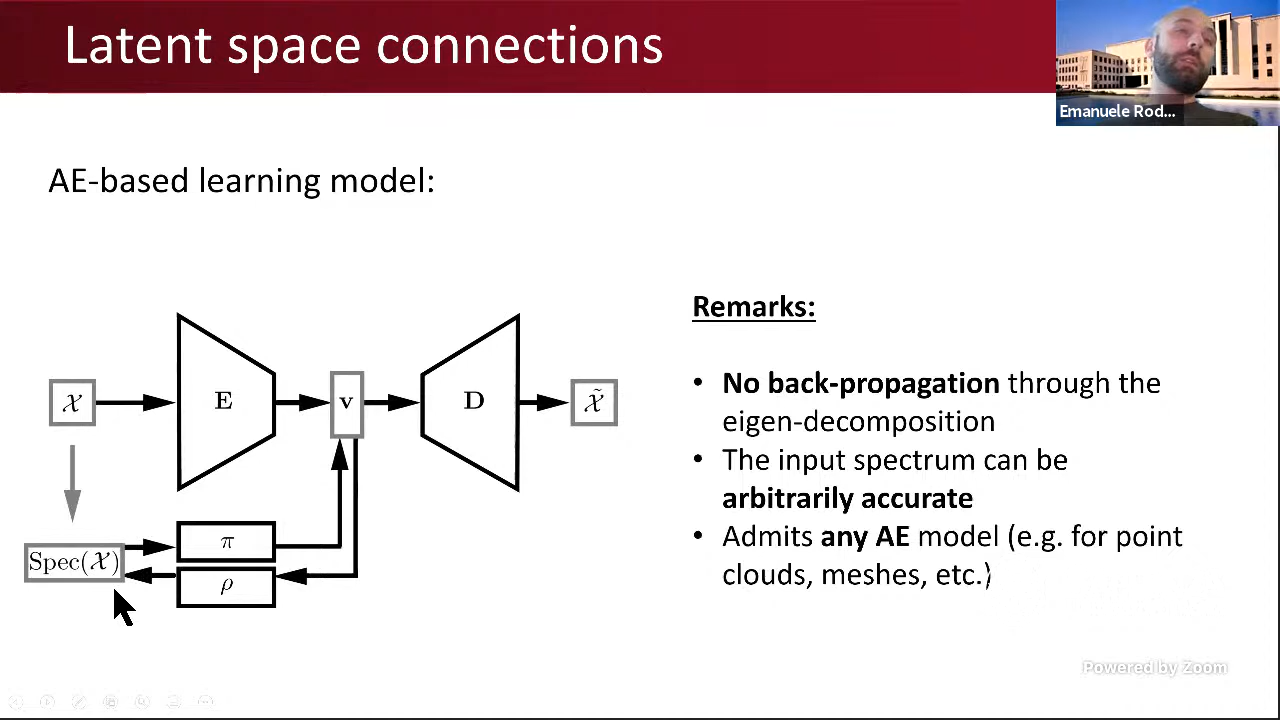 Latent space connections
Emanuele Rod...
AE-based learning model:
Remarks:
• No back-propagation through the
eigen-decomposition
• The input spectrum can be
arbitrarily accurate
• Admits any AE model (e.g. for point
clouds, meshes, etc.)
𝒳
E
v
D
𝒳̃
Spec(𝒳)
π
ρ
Powered by Zoom